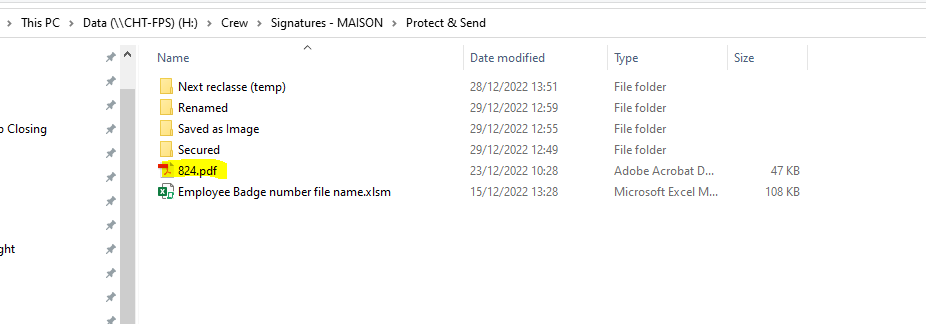 This PC > Data (\\CHT-FPS) (H:) > Crew > Signatures - MAISON > Protect & Send
Name Date modified Type Size
Next reclasse (temp) 28/12/2022 13:51 File folder
Renamed 29/12/2022 12:59 File folder
Closing
Saved as Image 29/12/2022 12:55 File folder
Secured 29/12/2022 12:49 File folder
824.pdf 23/12/2022 10:28 Adobe Acrobat D... 47 KB
Employee Badge number file name.xlsm 15/12/2022 13:28 Microsoft Excel M... 108 KB